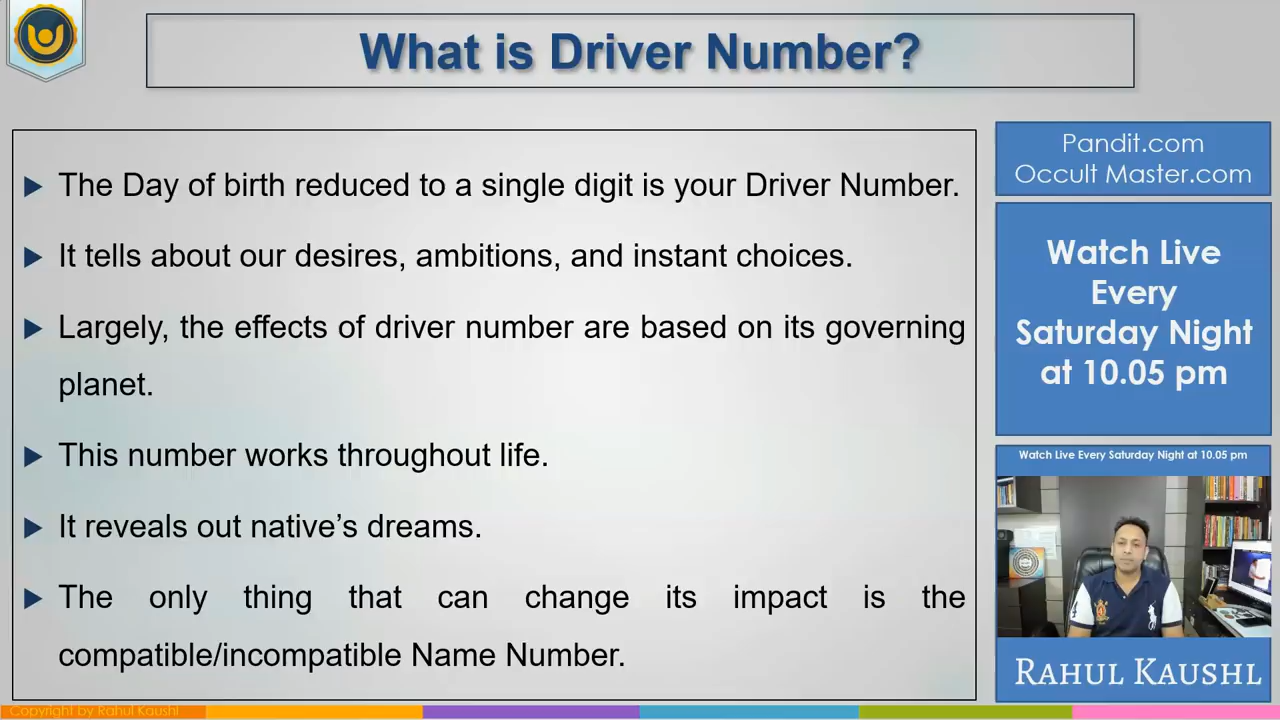 What is Driver Number?
The Day of birth reduced to a single digit is your Driver Number.
It tells about our desires, ambitions, and instant choices.
Largely, the effects of driver number are based on its governing
planet.
This number works throughout life.
It reveals out native’s dreams.
The only thing that can change its impact is the
compatible/incompatible Name Number.
Pandit.com
Occult Master.com
Watch Live
Every
Saturday Night
at 10.05 pm
Watch Live Every Saturday Night at 10.05 pm
RAHUL KAUSHL
Copyright by Rahul Kaushl